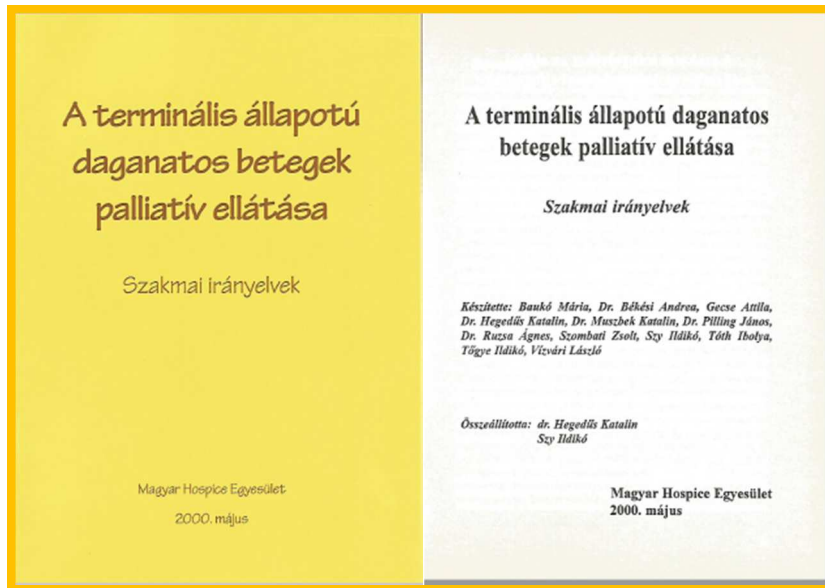 A terminális állapotú
daganatos betegek
palliatív ellátása
Szakmai irányelvek
Magyar Hospice Egyesület
2000. május
A terminális állapotú daganatos
betegek palliatív ellátása
Szakmai irányelvek
Készítette: Baukó Mária, Dr. Békési Andrea, Gecse Attila,
Dr. Hegedűs Katalin, Dr. Muszbek Katalin, Dr. Pilling János,
Dr. Ruzsa Ágnes, Szombati Zsolt, Szy Ildikó, Tóth Ibolya,
Tőgye Ildikó, Vízvári László
Összeállította: dr. Hegedűs Katalin
Szy Ildikó
Magyar Hospice Egyesület
2000. május